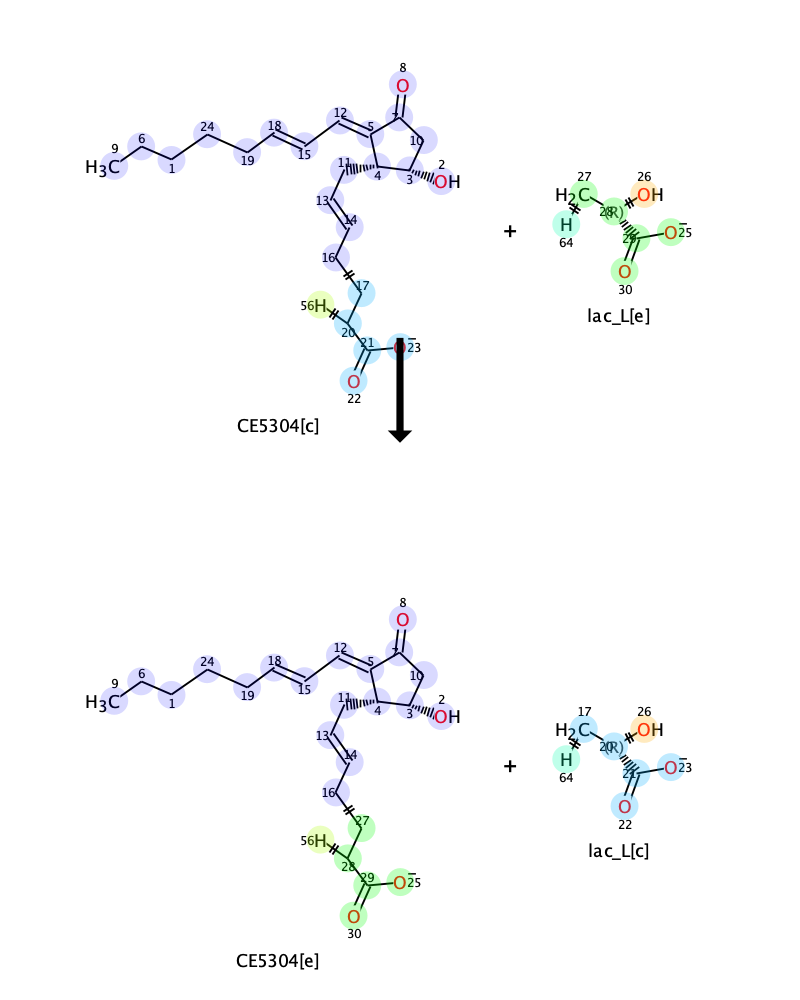 8
O
12
7
5
10
24
18
6
9
H₃C
1
19
15
11
4
3
2
OH
13
14
16
17
56H
20
21
O
−
23
O
22
CE5304[c]
+
27
26
H₂C
28
(R)
OH
H
64
29
O
−
25
O
30
lac_L[e]
8
O
12
7
5
10
24
18
6
9
H₃C
1
19
15
11
4
3
2
OH
13
14
16
27
56H
28
29
O
−
25
O
30
CE5304[e]
+
17
26
H₂C
20
(R)
OH
H
64
21
O
−
23
O
22
lac_L[c]